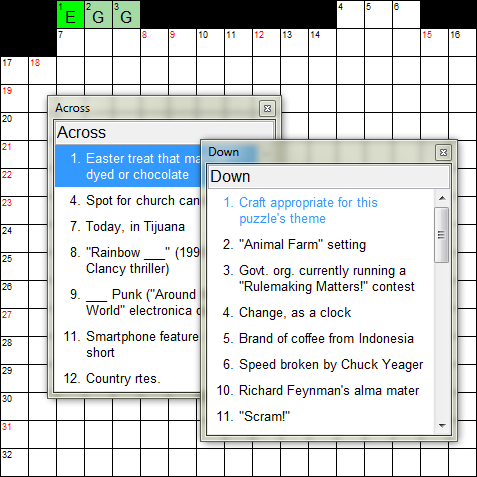 1 2 3 4 5 6
E G G
7 8 9 10 11 12 13 14 15 16
17 18
19
20
21
22
23
24
25
26
27
28
29
30
31
32
Across
Across
1. Easter treat that ma
dyed or chocolate
4. Spot for church can
7. Today, in Tijuana
8. "Rainbow ___" (199
Clancy thriller)
9. ___ Punk ("Around
World" electronica
11. Smartphone feature
short
12. Country rtes.
Down
Down
1. Craft appropriate for this
puzzle's theme
2. "Animal Farm" setting
3. Govt. org. currently running a
"Rulemaking Matters!" contest
4. Change, as a clock
5. Brand of coffee from Indonesia
6. Speed broken by Chuck Yeager
10. Richard Feynman's alma mater
11. "Scram!"